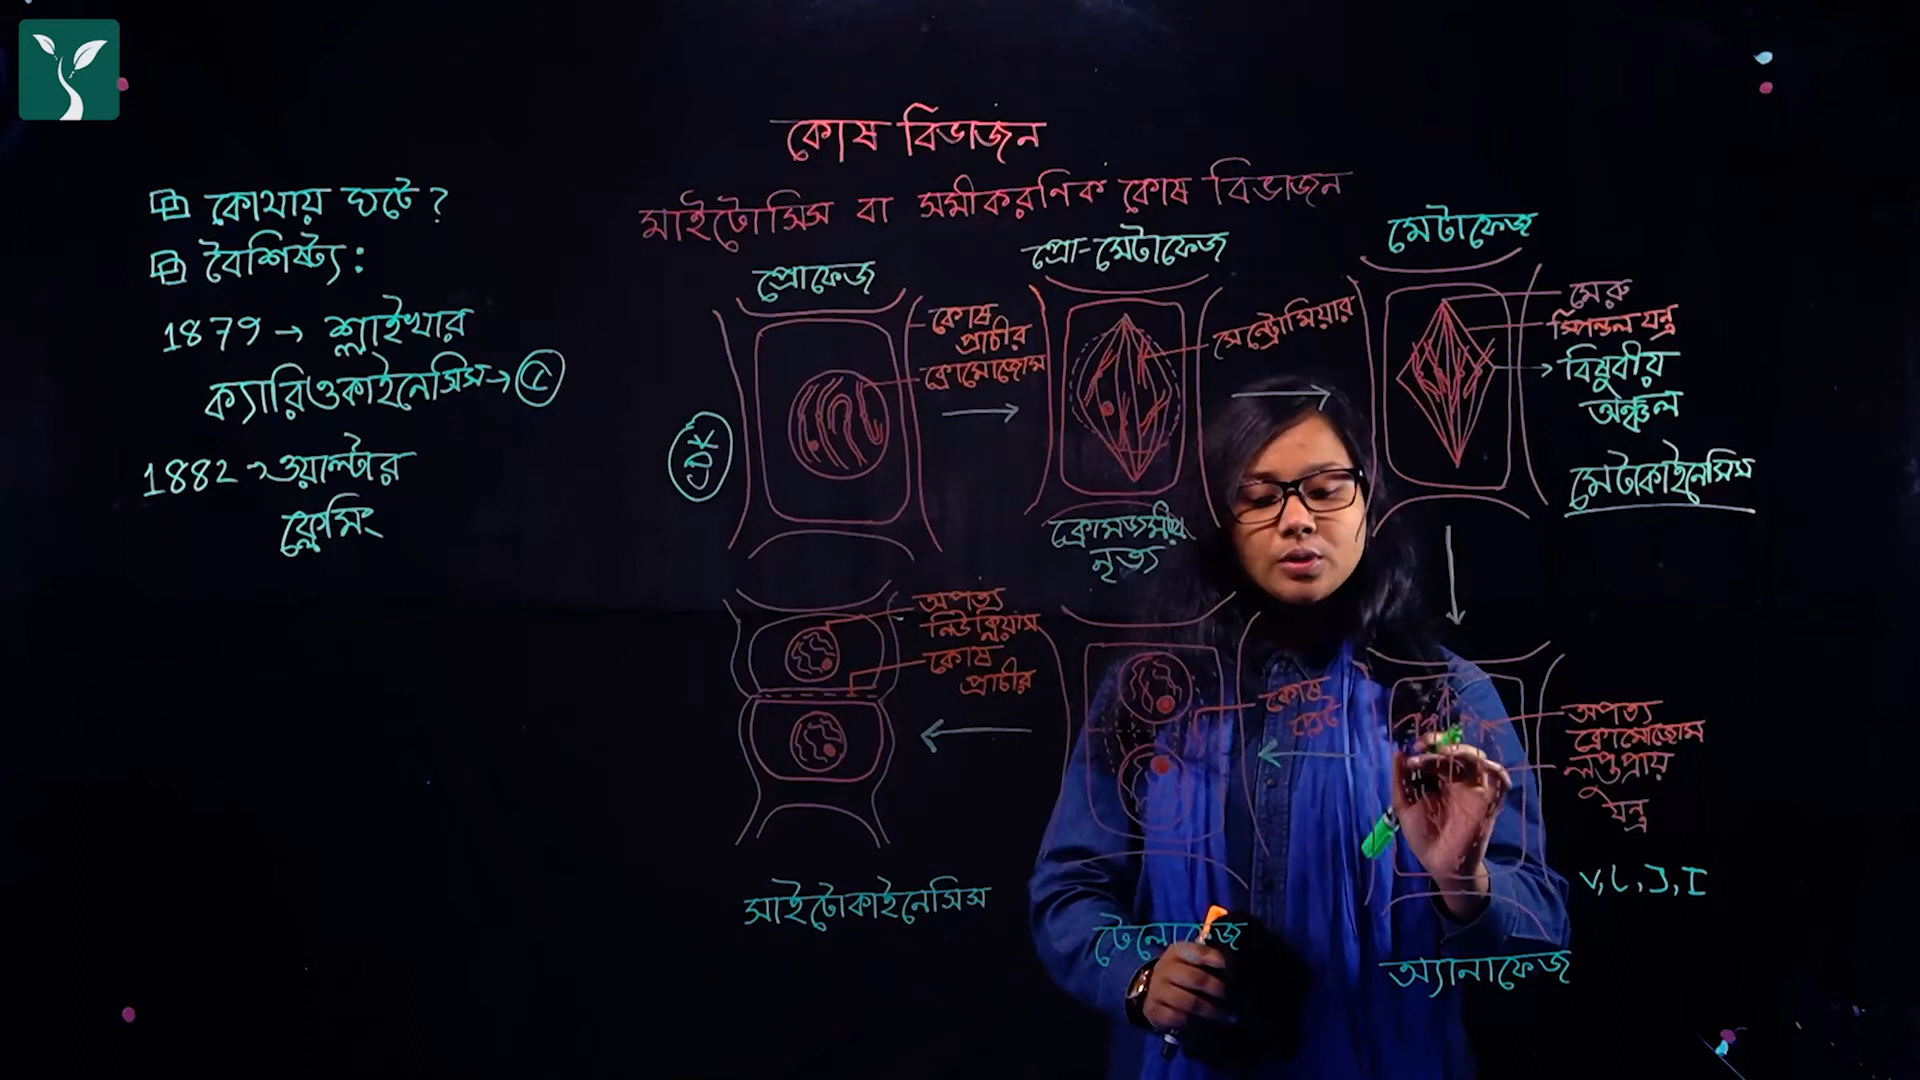 কোষ বিভাজন
মাইটোসিস বা সমীকরণিক কোষ বিভাজন
কোথায় ঘটে ?
বৈশিষ্ট্য :
1879 → শ্লাইখার
ক্যারিওকাইনেসিস →
1882 → ওয়াল্টার
ফ্লেমিং
প্রোফেজ
কোষ
প্রাচীর
ক্রোমোজোম
প্রো-মেটাফেজ
সেন্ট্রোমিয়ার
ক্রোমোজমীয়
নৃত্য
মেটাফেজ
মেরু
স্পিন্ডল যন্ত্র
বিষুবীয়
অঞ্চল
মেটাকাইনেসিস
অপত্য
ক্রোমোজোম
লুপ্তপ্রায়
যন্ত্র
V, L, J, I
অ্যানাফেজ
কোষ
প্লেট
টেলোফেজ
অপত্য
নিউক্লিয়াস
কোষ
প্রাচীর
সাইটোকাইনেসিস